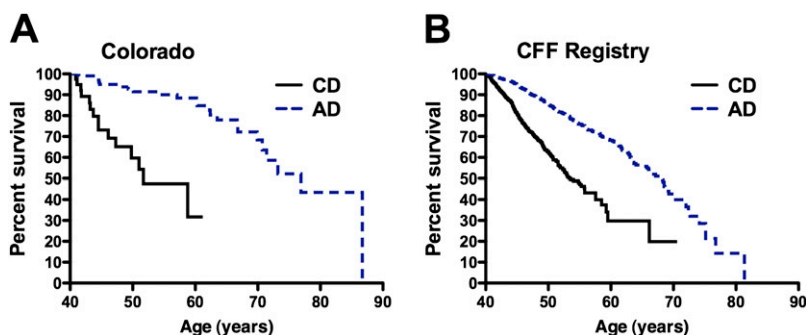 A
Colorado
Percent survival
100
90
80
70
60
50
40
30
20
10
0
CD
AD
40 50 60 70 80 90
Age (years)
B
CFF Registry
Percent survival
100
90
80
70
60
50
40
30
20
10
0
CD
AD
40 50 60 70 80 90
Age (years)